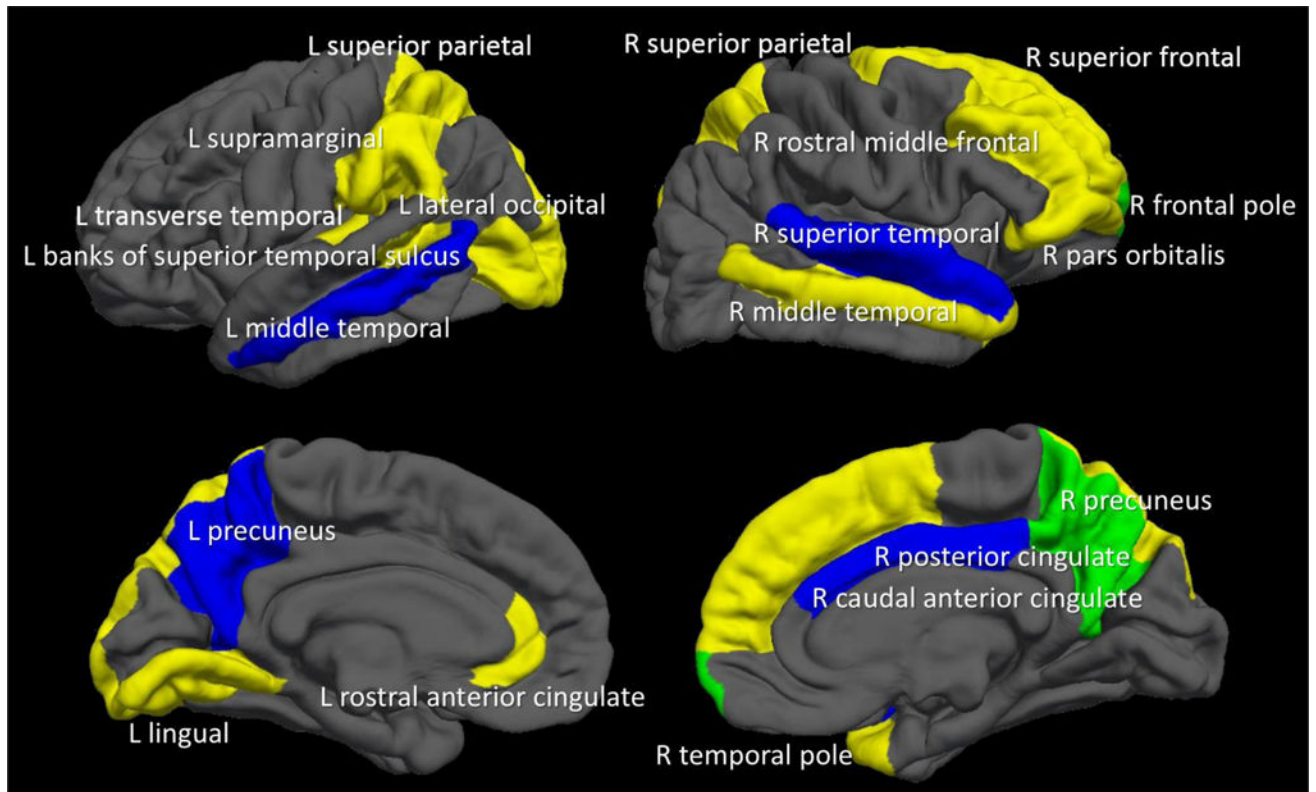 L superior parietal
R superior parietal
R superior frontal
L supramarginal
R rostral middle frontal
L transverse temporal
L lateral occipital
R frontal pole
L banks of superior temporal sulcus
R superior temporal
R pars orbitalis
L middle temporal
R middle temporal
L precuneus
R precuneus
R posterior cingulate
R caudal anterior cingulate
L rostral anterior cingulate
L lingual
R temporal pole